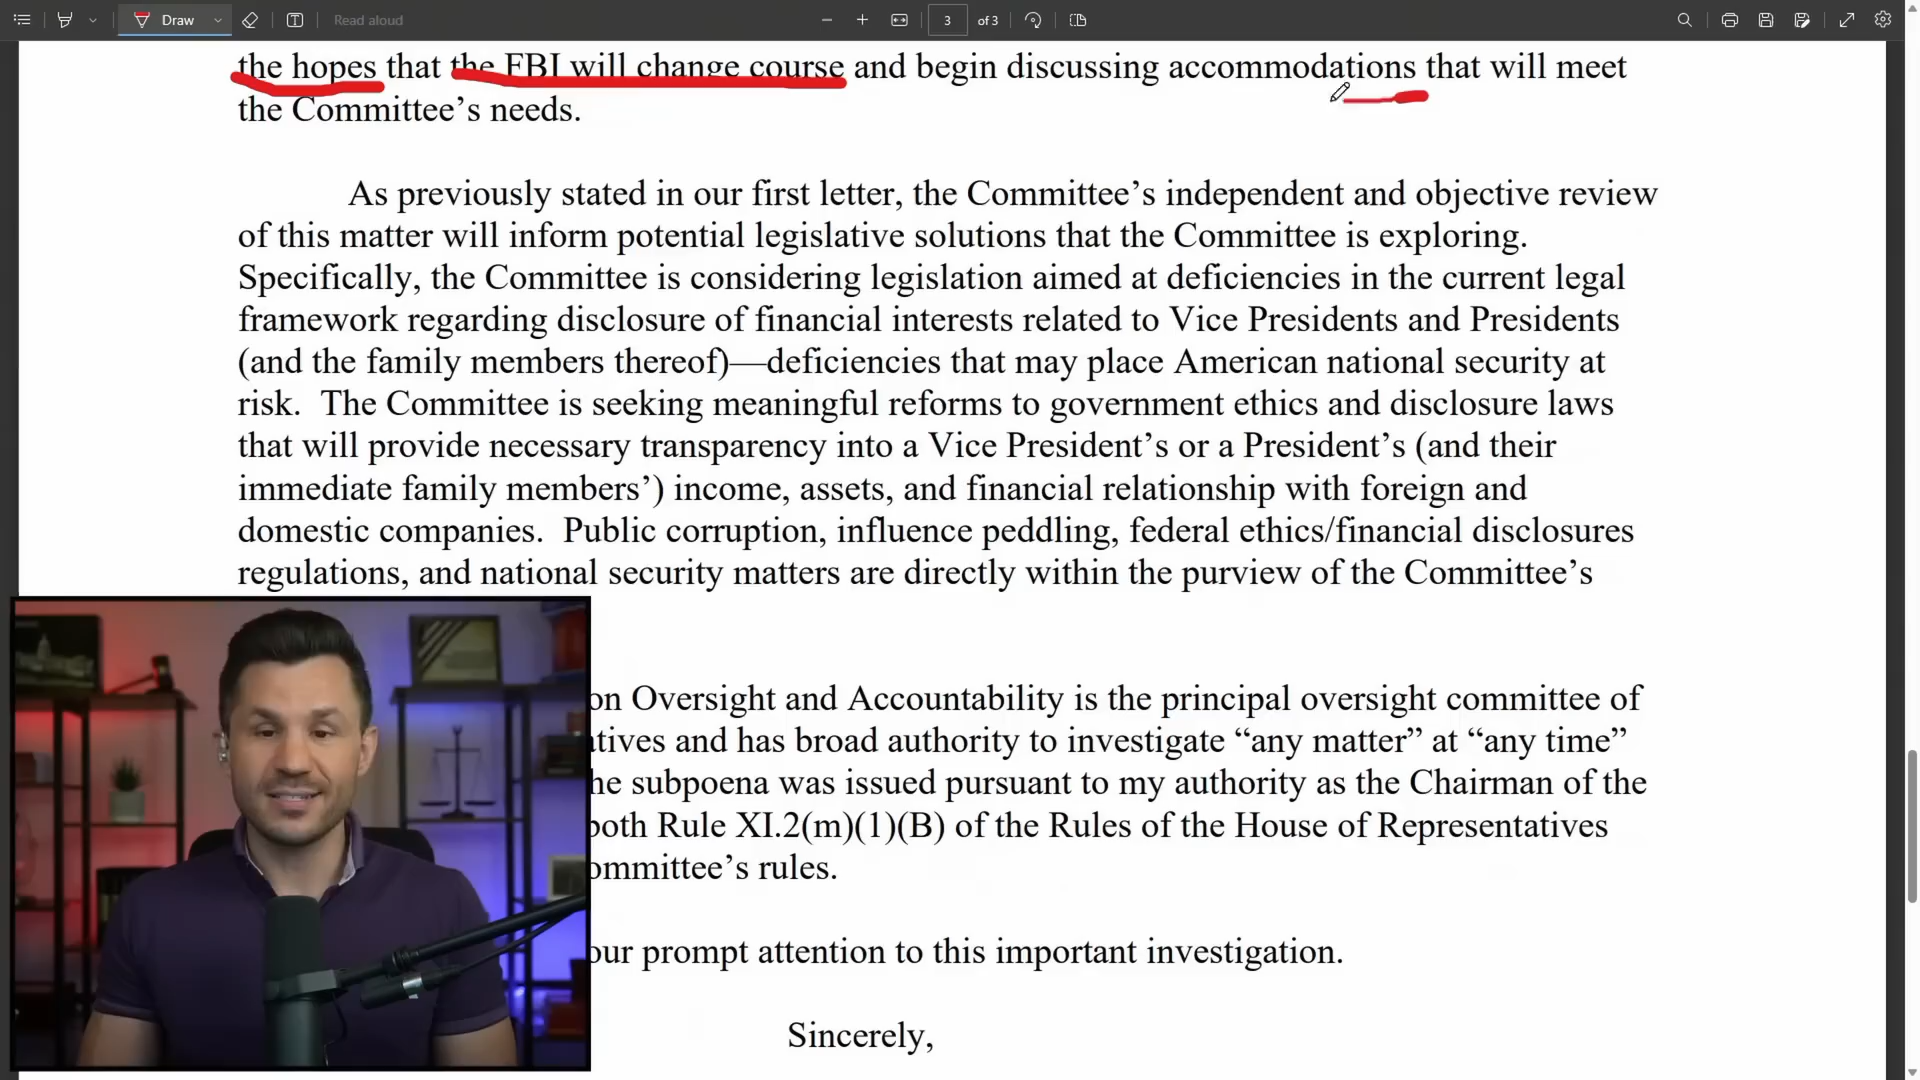 Draw
Read aloud
3
of 3
the hopes that the FBI will change course and begin discussing accommodations that will meet
the Committee’s needs.
As previously stated in our first letter, the Committee’s independent and objective review
of this matter will inform potential legislative solutions that the Committee is exploring.
Specifically, the Committee is considering legislation aimed at deficiencies in the current legal
framework regarding disclosure of financial interests related to Vice Presidents and Presidents
(and the family members thereof)—deficiencies that may place American national security at
risk.  The Committee is seeking meaningful reforms to government ethics and disclosure laws
that will provide necessary transparency into a Vice President’s or a President’s (and their
immediate family members’) income, assets, and financial relationship with foreign and
domestic companies.  Public corruption, influence peddling, federal ethics/financial disclosures
regulations, and national security matters are directly within the purview of the Committee’s
on Oversight and Accountability is the principal oversight committee of
atives and has broad authority to investigate “any matter” at “any time”
he subpoena was issued pursuant to my authority as the Chairman of the
both Rule XI.2(m)(1)(B) of the Rules of the House of Representatives
ommittee’s rules.
our prompt attention to this important investigation.
Sincerely,